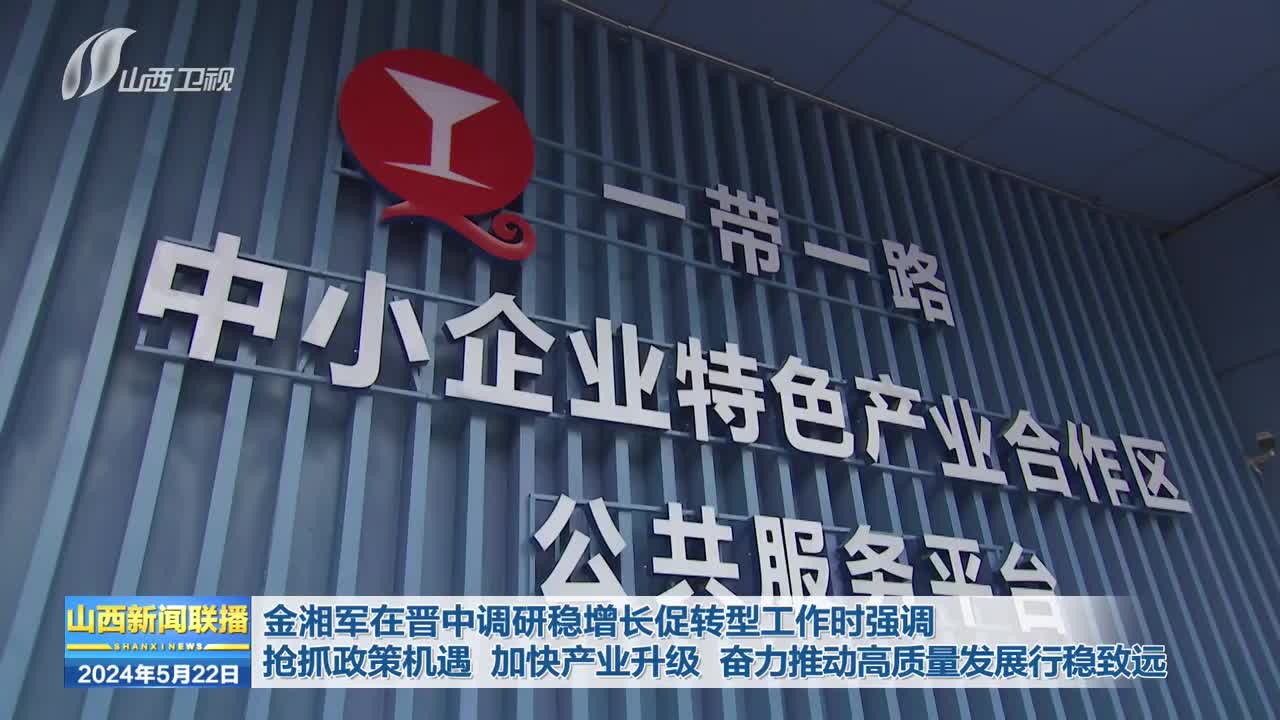 山西卫视
一带一路
中小企业特色产业合作区
公共服务平台
山西新闻联播
SHANXI NEWS
2024年5月22日
金湘军在晋中调研稳增长促转型工作时强调
抢抓政策机遇 加快产业升级 奋力推动高质量发展行稳致远